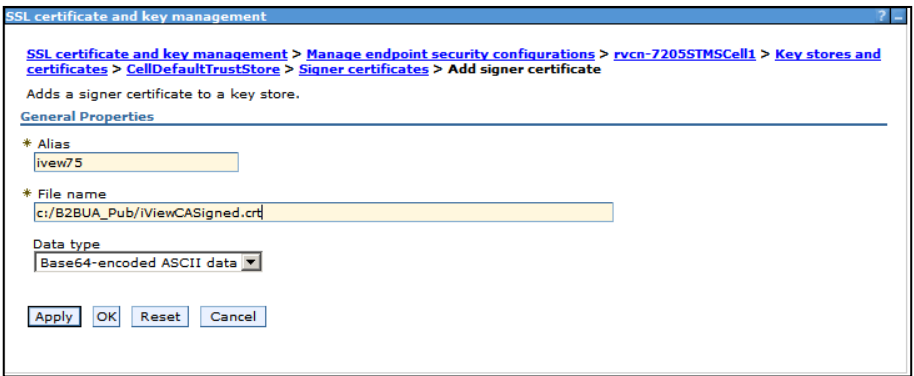 SSL certificate and key management ? -
SSL certificate and key management > Manage endpoint security configurations > rvcn-7205STMSCell1 > Key stores and
certificates > CellDefaultTrustStore > Signer certificates > Add signer certificate
Adds a signer certificate to a key store.
General Properties
* Alias
ivew75
* File name
c:/B2BUA_Pub/iViewCASigned.crt
Data type
Base64-encoded ASCII data
Apply OK Reset Cancel